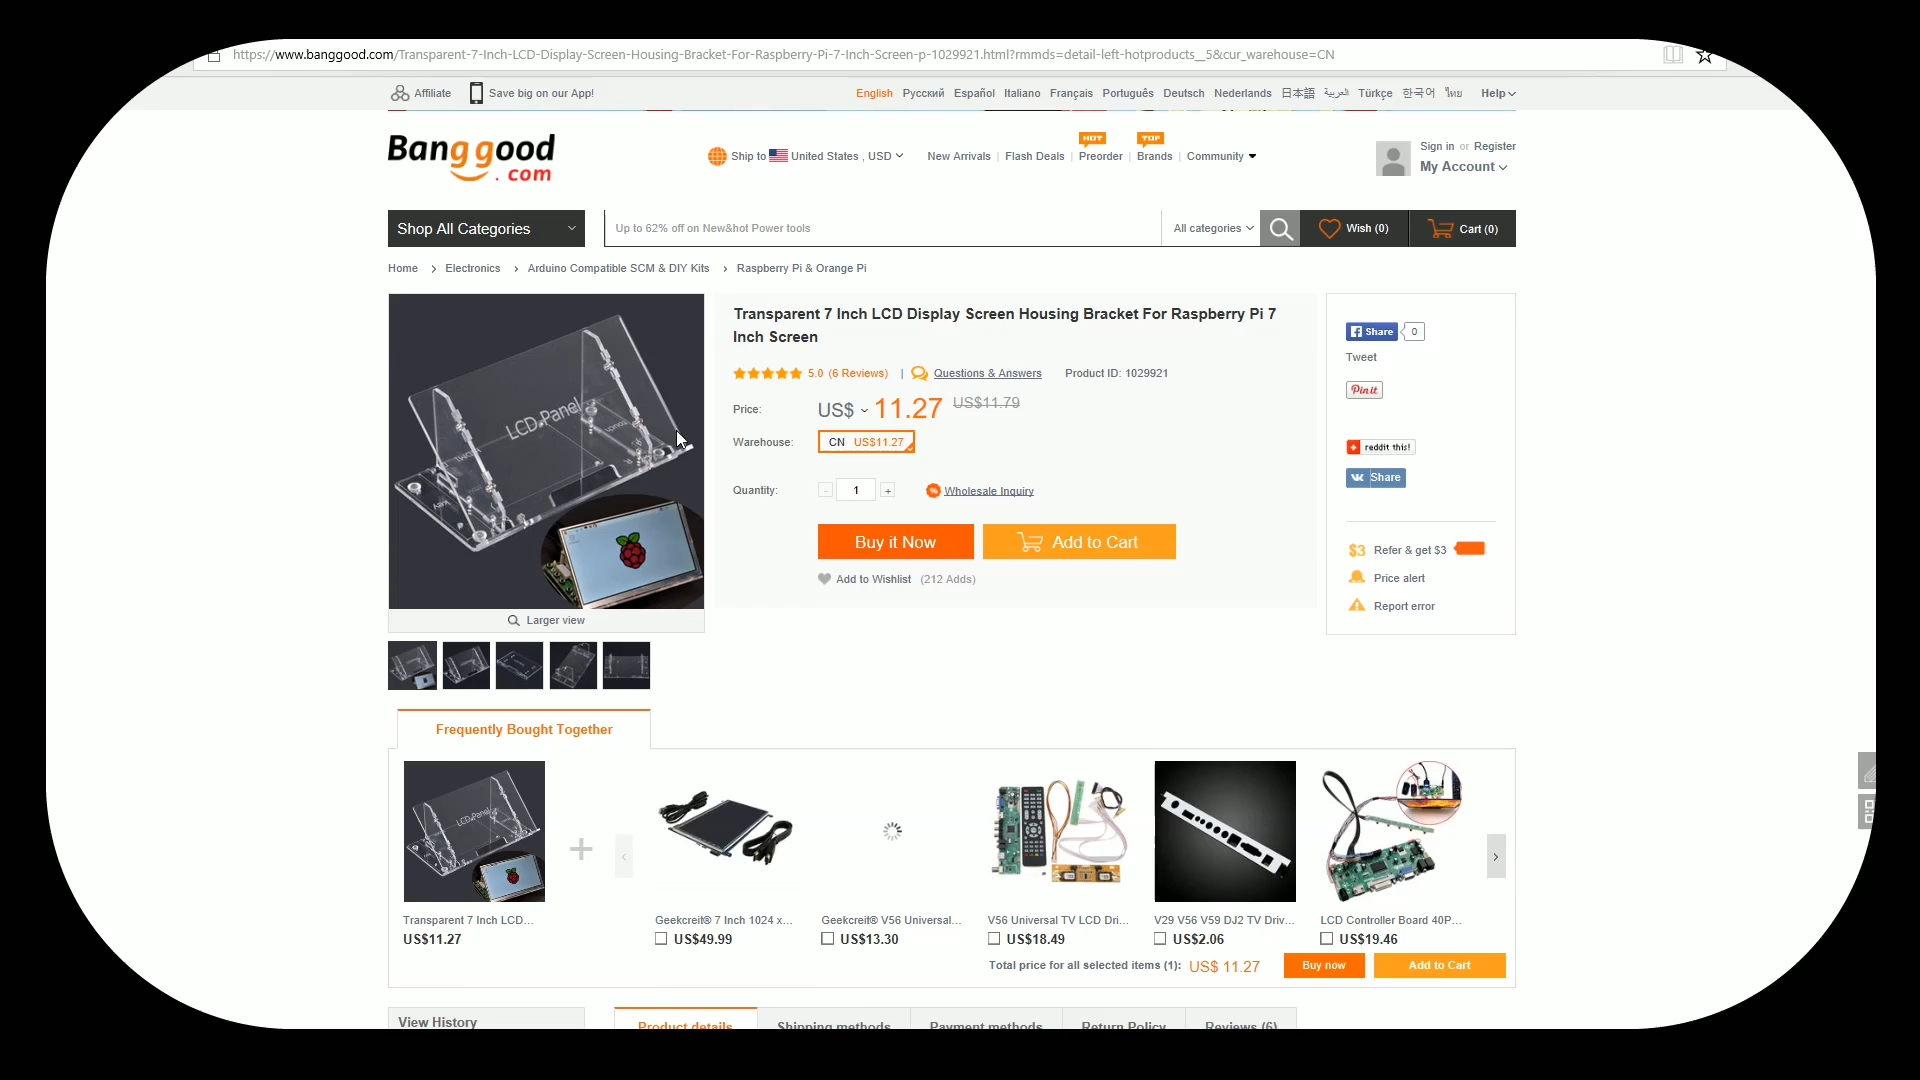 https://www.banggood.com/Transparent-7-Inch-LCD-Display-Screen-Housing-Bracket-For-Raspberry-Pi-7-Inch-Screen-p-1029921.html?rmmds=detail-left-hotproducts__5&cur_warehouse=CN
Affiliate Save big on our App! English Русский Español Italiano Français Português Deutsch Nederlands 日本語 العربية Türkçe 한국어 ไทย Help
HOT TOP
Banggood
.com
Ship to United States , USD New Arrivals Flash Deals Preorder Brands Community
Sign in or Register
My Account
Shop All Categories Up to 62% off on New&hot Power tools All categories Wish (0) Cart (0)
Home > Electronics > Arduino Compatible SCM & DIY Kits > Raspberry Pi & Orange Pi
LCD Panel
Transparent 7 Inch LCD Display Screen Housing Bracket For Raspberry Pi 7
Inch Screen
5.0 (6 Reviews) | Questions & Answers Product ID: 1029921
Price: US$ 11.27 US$11.79
Warehouse: CN US$11.27
Quantity: - 1 + Wholesale Inquiry
Buy it Now Add to Cart
Add to Wishlist (212 Adds)
Share 0
Tweet
Pin it
reddit this!
Share
$3 Refer & get $3
Price alert
Report error
Larger view
Frequently Bought Together
LCD Panel
+
Transparent 7 Inch LCD... Geekcreit® 7 Inch 1024 x... Geekcreit® V56 Universal... V56 Universal TV LCD Dri... V29 V56 V59 DJ2 TV Driv... LCD Controller Board 40P...
US$11.27 US$49.99 US$13.30 US$18.49 US$2.06 US$19.46
Total price for all selected items (1): US$ 11.27 Buy now Add to Cart
View History Product details Shipping methods Payment methods Return Policy Reviews (6)